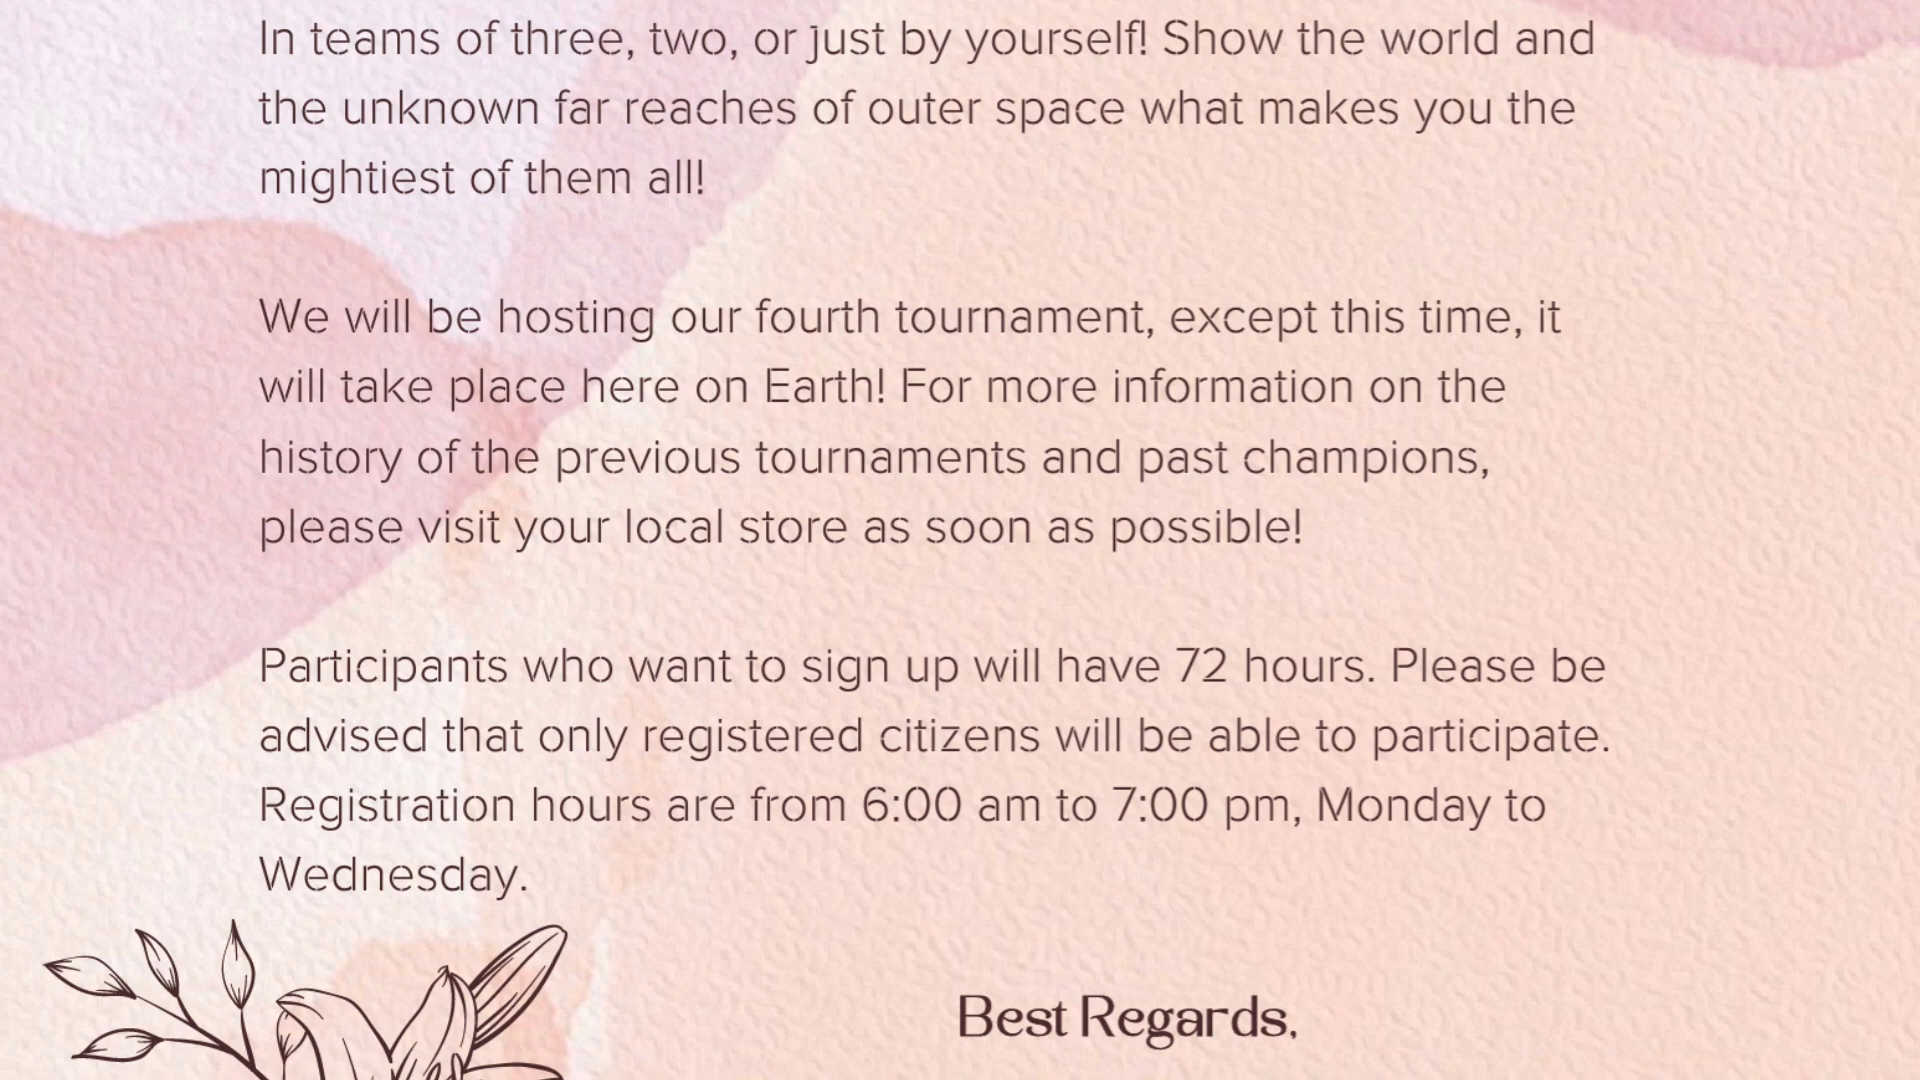 In teams of three, two, or just by yourself! Show the world and
the unknown far reaches of outer space what makes you the
mightiest of them all!
We will be hosting our fourth tournament, except this time, it
will take place here on Earth! For more information on the
history of the previous tournaments and past champions,
please visit your local store as soon as possible!
Participants who want to sign up will have 72 hours. Please be
advised that only registered citizens will be able to participate.
Registration hours are from 6:00 am to 7:00 pm, Monday to
Wednesday.
Best Regards,